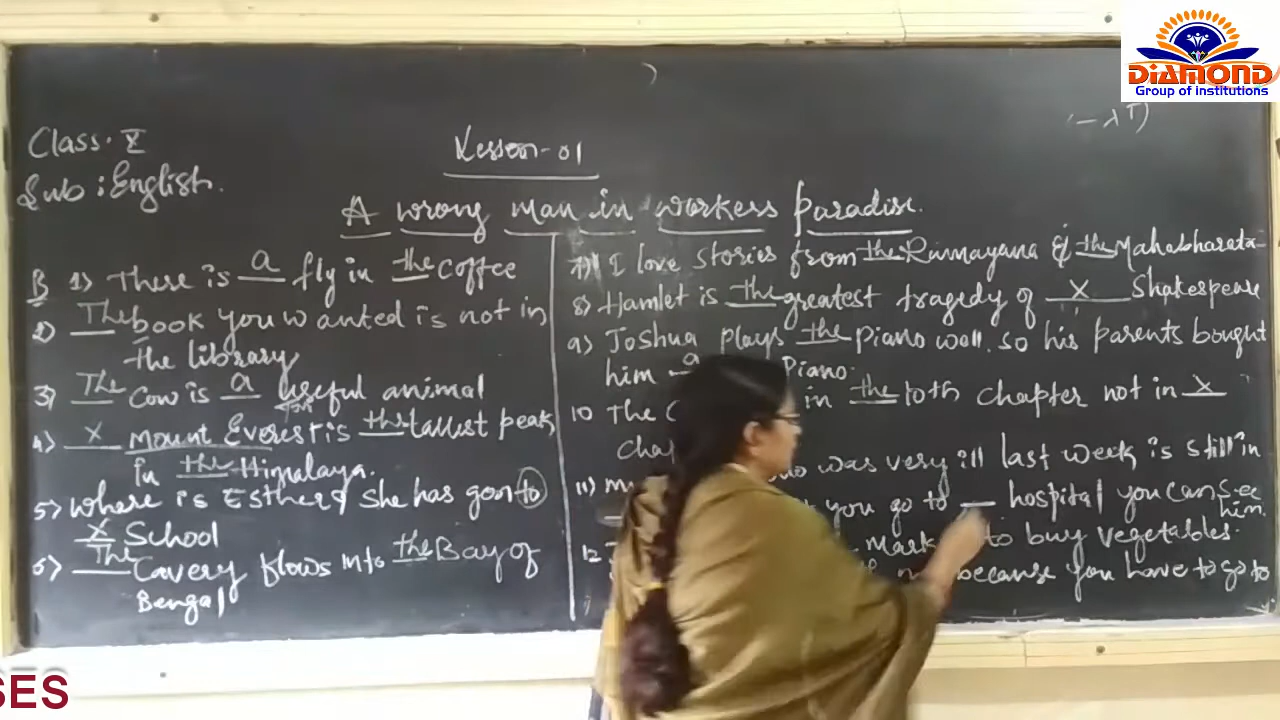 DIAMOND
Group of institutions
Class. X
Sub : English.
Lesson-01
A wrong man in workess paradise.
B 1) There is a fly in the coffee
2) The book you wanted is not in
the library
3) The Cow is a useful animal
4) x Mount Everest is the tallest peak
in the Himalaya.
5) Where is Esther? She has gon to
x School
6) The Cavery flows into the Bay of
Bengal
7) I love stories from the Ramayana & the Mahabharata
8) Hamlet is the greatest tragedy of x Shakespeare
9) Joshua plays the piano well. so his parents bought
him a Piano.
10 The in the 10th chapter not in x
11) was very ill last week is still in
you go to hospital you can see
him.
12 to buy vegetables.
because you have to go to
SES